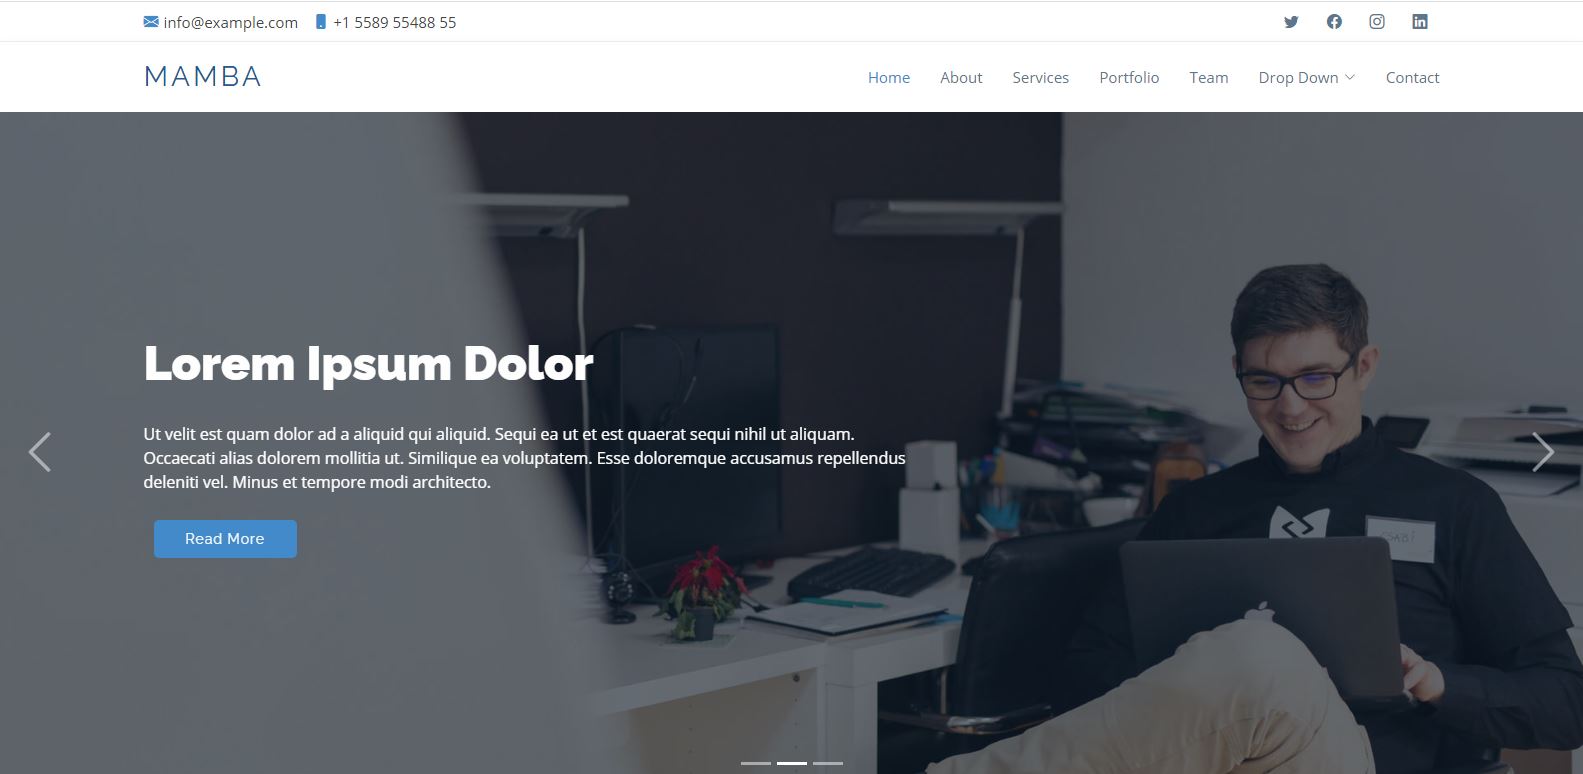 info@example.com +1 5589 55488 55
MAMBA
Home About Services Portfolio Team Drop Down Contact
Lorem Ipsum Dolor
Ut velit est quam dolor ad a aliquid qui aliquid. Sequi ea ut et est quaerat sequi nihil ut aliquam.
Occaecati alias dolorem mollitia ut. Similique ea voluptatem. Esse doloremque accusamus repellendus
deleniti vel. Minus et tempore modi architecto.
Read More
CSABI